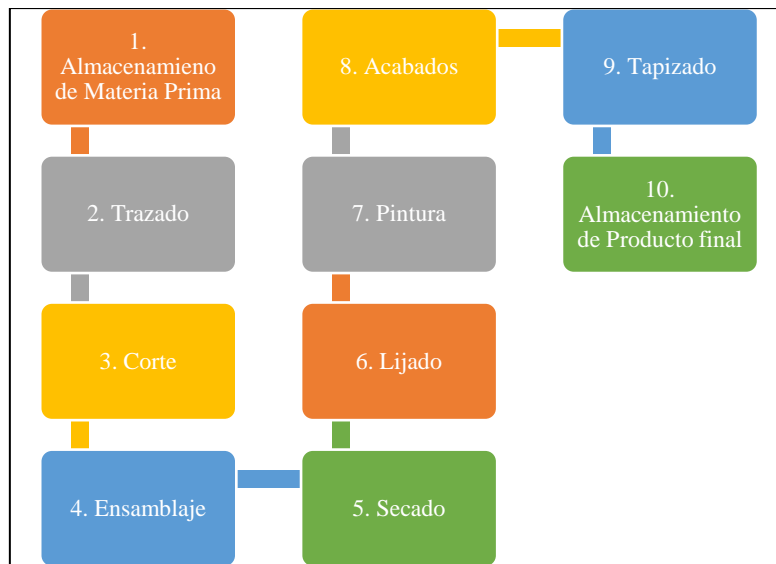 1.
Almacenamieno
de Materia Prima
2. Trazado
3. Corte
4. Ensamblaje
5. Secado
6. Lijado
7. Pintura
8. Acabados
9. Tapizado
10.
Almacenamiento
de Producto final